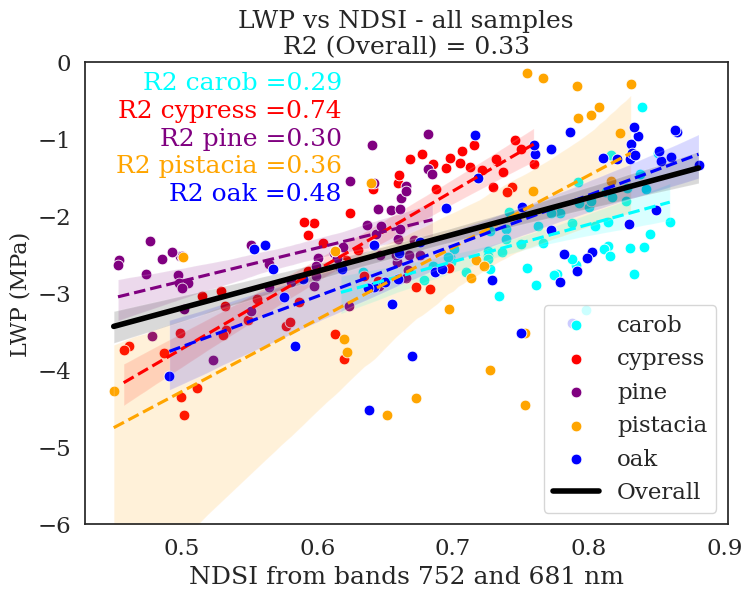 LWP vs NDSI - all samples
R2 (Overall) = 0.33
R2 carob =0.29
R2 cypress =0.74
R2 pine =0.30
R2 pistacia =0.36
R2 oak =0.48
0
−1
−2
−3
−4
−5
−6
LWP (MPa)
carob
cypress
pine
pistacia
oak
Overall
0.5 0.6 0.7 0.8 0.9
NDSI from bands 752 and 681 nm